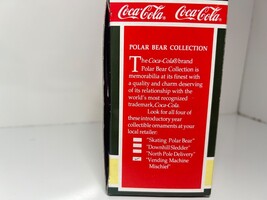 Coca-Cola Coca-Cola
POLAR BEAR COLLECTION
The Coca-Cola® brand
Polar Bear Collection is
memorabilia at its finest with
a quality and charm deserving
of its relationship with the
world's most recognized
trademark, Coca-Cola.
Look for all four of
these introductory year
collectible ornaments at your
local retailer:
"Skating Polar Bear"
"Downhill Sledder"
"North Pole Delivery"
"Vending Machine
Mischief"